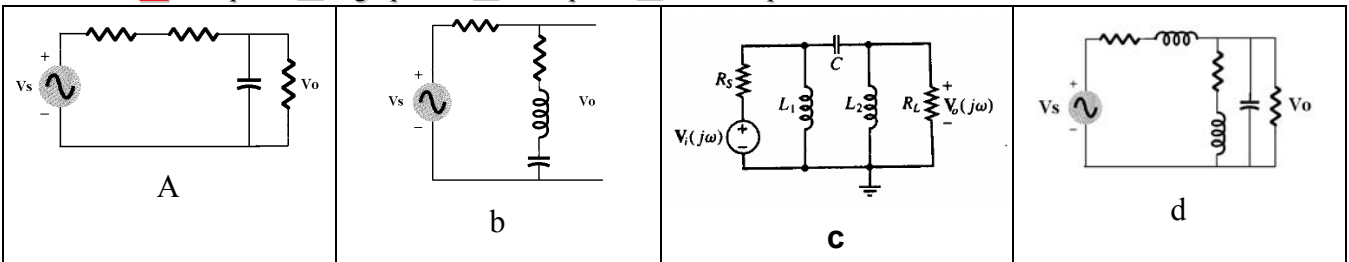 +
Vs
−
Vo
A
+
Vs
−
Vo
b
C
R_S
L_1
L_2
R_L
+
V_o(jω)
−
V_i(jω)
+
−
c
+
Vs
−
Vo
d